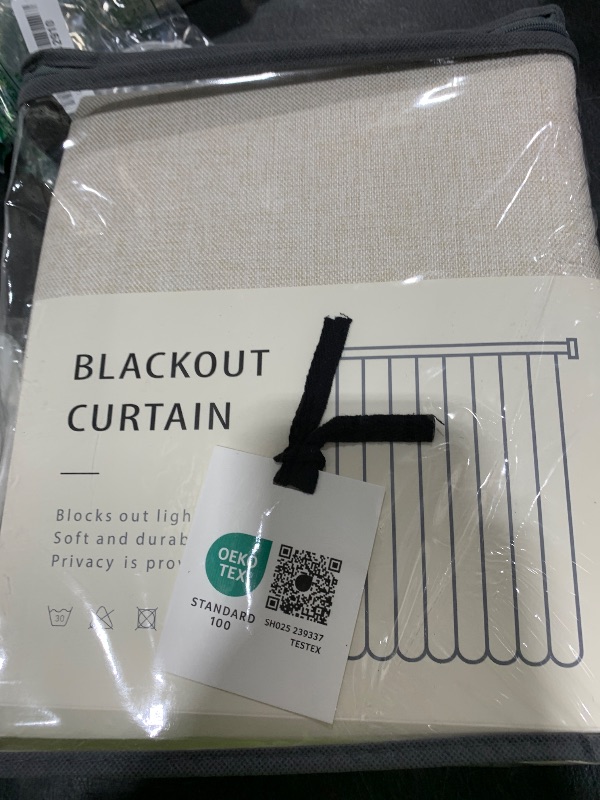 BLACKOUT
CURTAIN
Blocks out ligh
Soft and durab
Privacy is prov
30
OEKO
TEX
STANDARD
100
SH025 239337
TESTEX